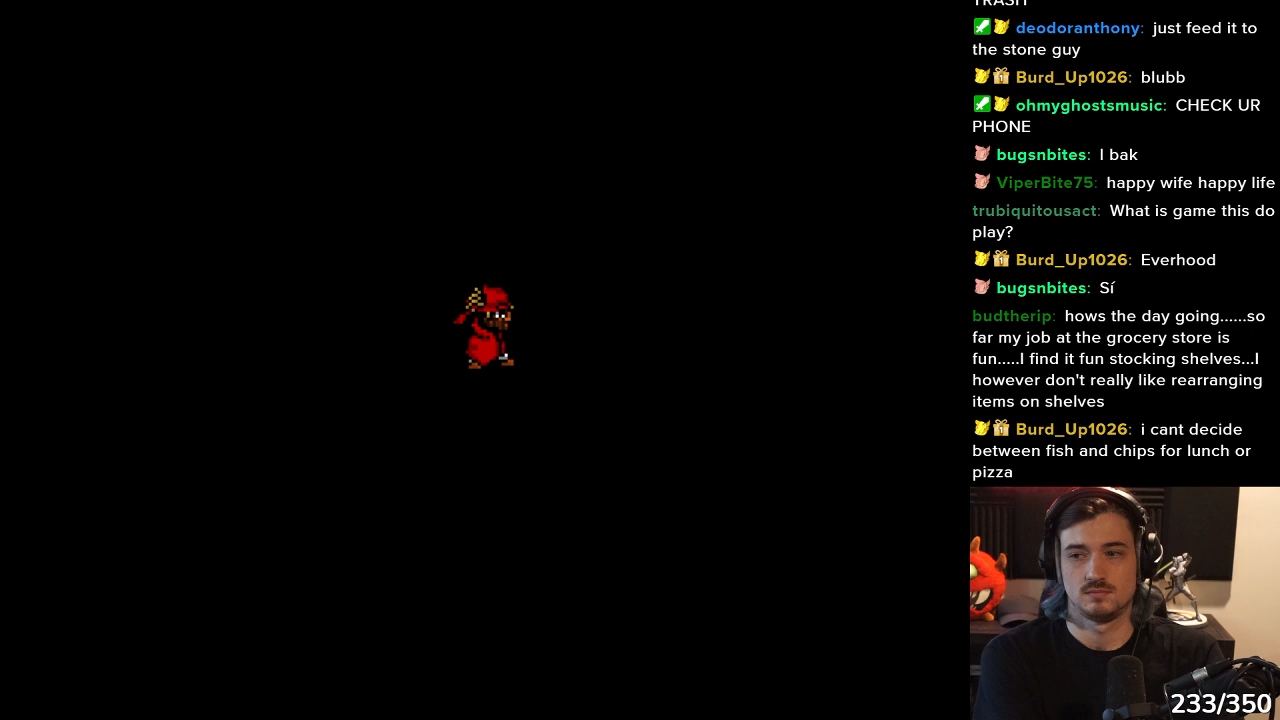 TRASH
deodoranthony: just feed it to
the stone guy
Burd_Up1026: blubb
ohmyghostsmusic: CHECK UR
PHONE
bugsnbites: I bak
ViperBite75: happy wife happy life
trubiquitousact: What is game this do
play?
Burd_Up1026: Everhood
bugsnbites: Sí
budtherip: hows the day going......so
far my job at the grocery store is
fun.....I find it fun stocking shelves...I
however don't really like rearranging
items on shelves
Burd_Up1026: i cant decide
between fish and chips for lunch or
pizza
233/350